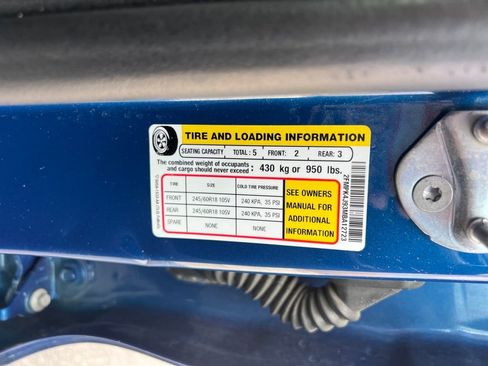 TIRE AND LOADING INFORMATION
SEATING CAPACITY TOTAL: 5 FRONT: 2 REAR: 3
The combined weight of occupants and cargo should never exceed: 430 kg or 950 lbs.
TIRE SIZE COLD TIRE PRESSURE
FRONT 245/60R18 105V 240 KPA, 35 PSI
REAR 245/60R18 105V 240 KPA, 35 PSI
SPARE NONE NONE
SEE OWNERS
MANUAL FOR
ADDITIONAL
INFORMATION
2FMPK4J93MBA12723